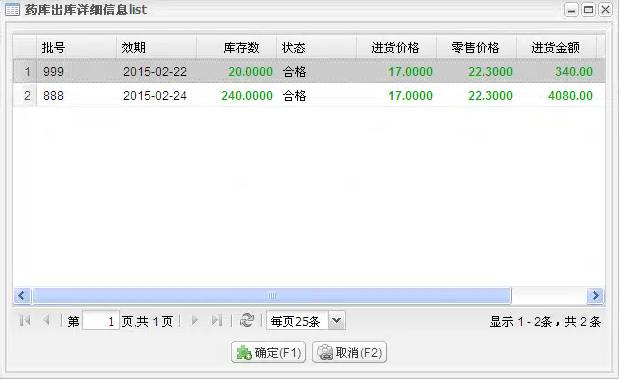 药库出库详细信息list
批号 效期 库存数 状态 进货价格 零售价格 进货金额
1 999 2015-02-22 20.0000 合格 17.0000 22.3000 340.00
2 888 2015-02-24 240.0000 合格 17.0000 22.3000 4080.00
第 1 页,共 1 页 每页25条 显示 1 - 2条，共 2 条
确定(F1) 取消(F2)